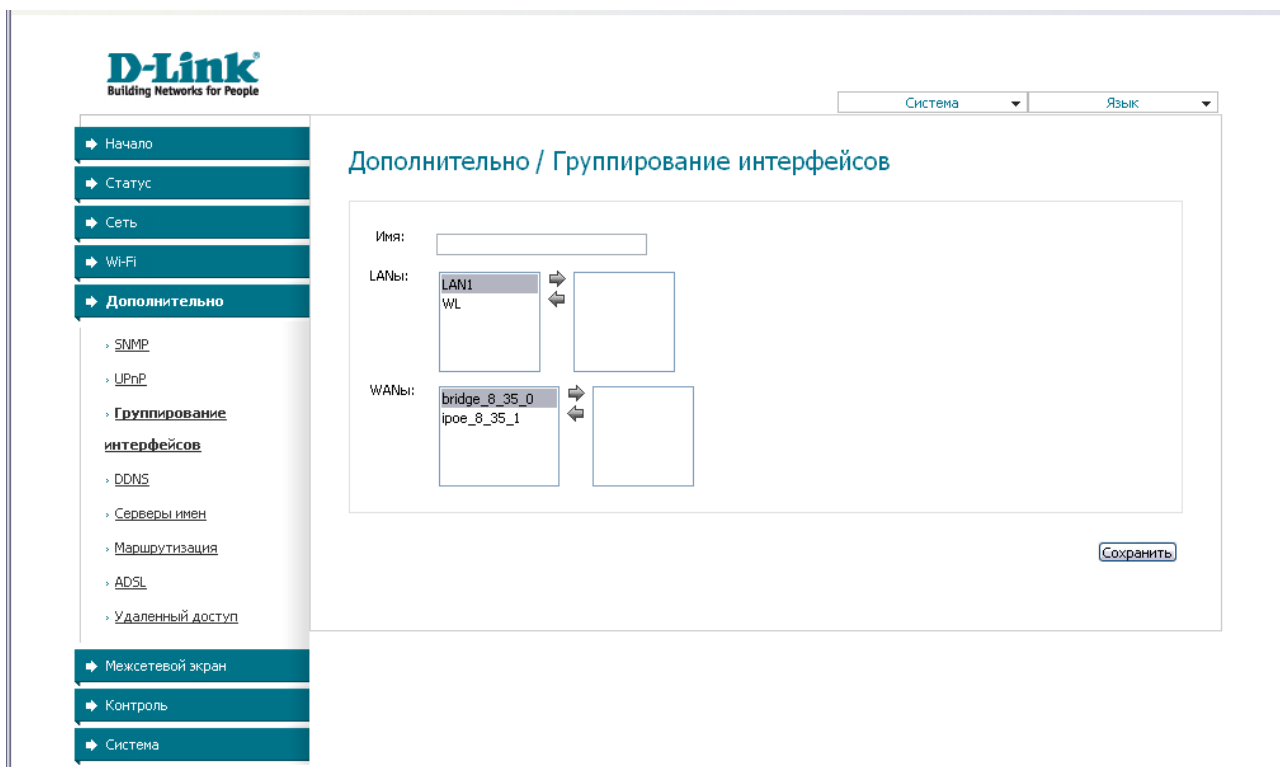 D-Link
Building Networks for People
Система
Язык
Начало
Статус
Сеть
Wi-Fi
Дополнительно
SNMP
UPnP
Группирование
интерфейсов
DDNS
Серверы имен
Маршрутизация
ADSL
Удаленный доступ
Межсетевой экран
Контроль
Система
Дополнительно / Группирование интерфейсов
Имя:
LANы:
LAN1
WL
WANы:
bridge_8_35_0
ipoe_8_35_1
Сохранить